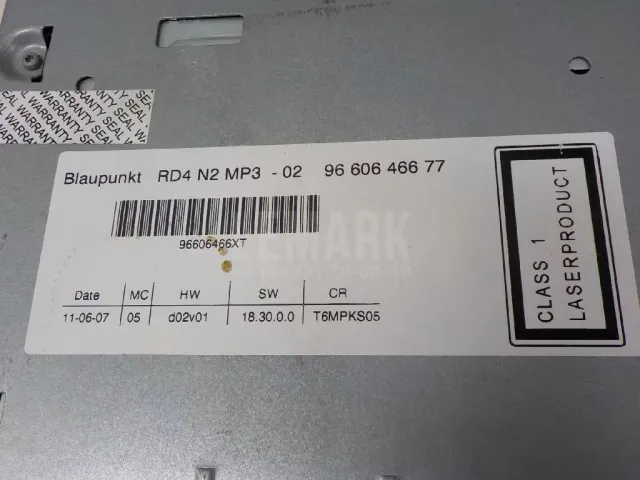 WARRANTY SEAL WARRANTY SEAL
Blaupunkt RD4 N2 MP3 - 02 96 606 466 77
96606466XT
EMARK
Date MC HW SW CR
11-06-07 05 d02v01 18.30.0.0 T6MPKS05
CLASS 1
LASERPRODUCT